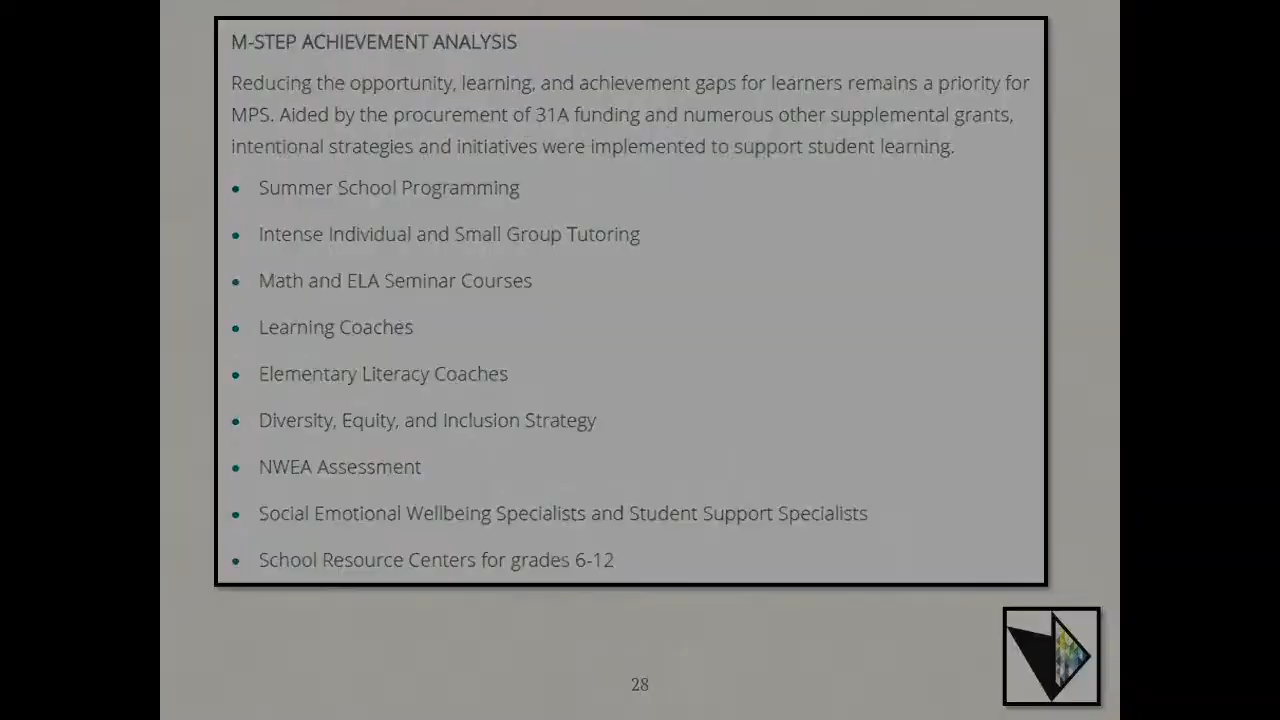 M-STEP ACHIEVEMENT ANALYSIS
Reducing the opportunity, learning, and achievement gaps for learners remains a priority for
MPS. Aided by the procurement of 31A funding and numerous other supplemental grants,
intentional strategies and initiatives were implemented to support student learning.
• Summer School Programming
• Intense Individual and Small Group Tutoring
• Math and ELA Seminar Courses
• Learning Coaches
• Elementary Literacy Coaches
• Diversity, Equity, and Inclusion Strategy
• NWEA Assessment
• Social Emotional Wellbeing Specialists and Student Support Specialists
• School Resource Centers for grades 6-12
28